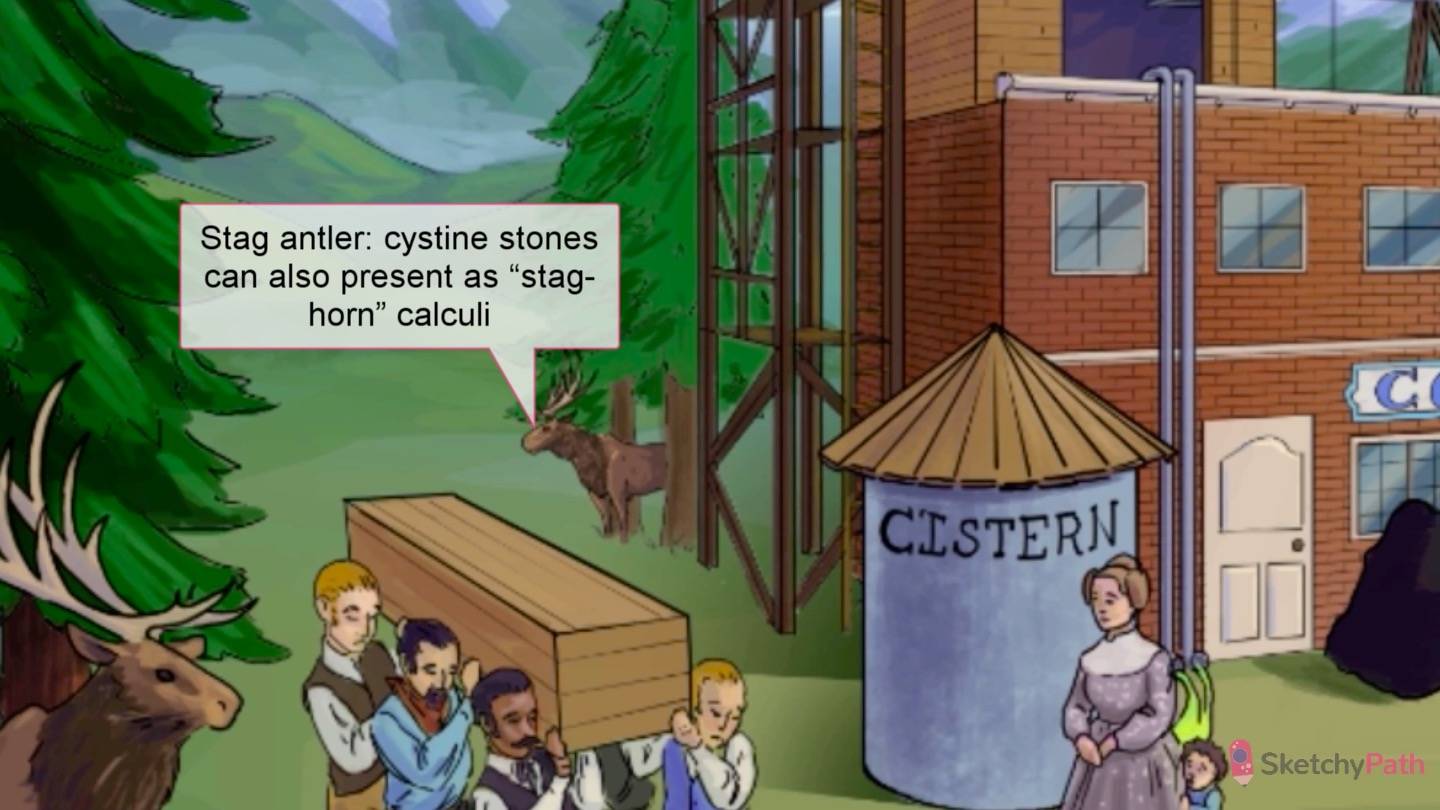 Stag antler: cystine stones
can also present as “stag-
horn” calculi
CISTERN
SketchyPath